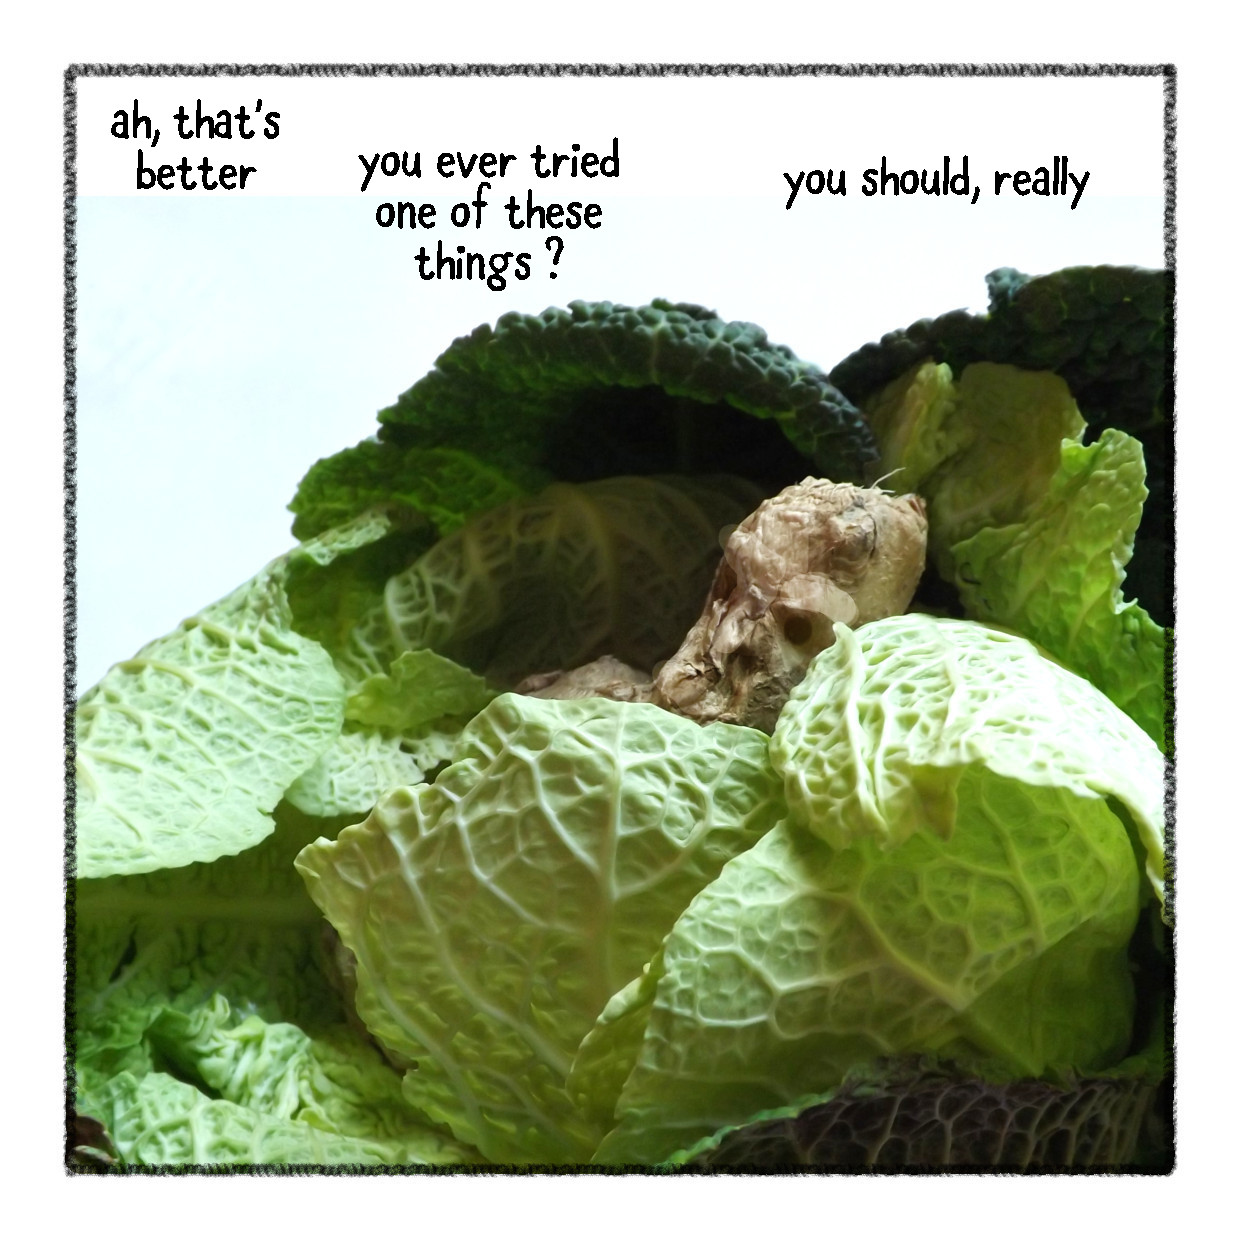 ah, that's
better
you ever tried
one of these
things ?
you should, really